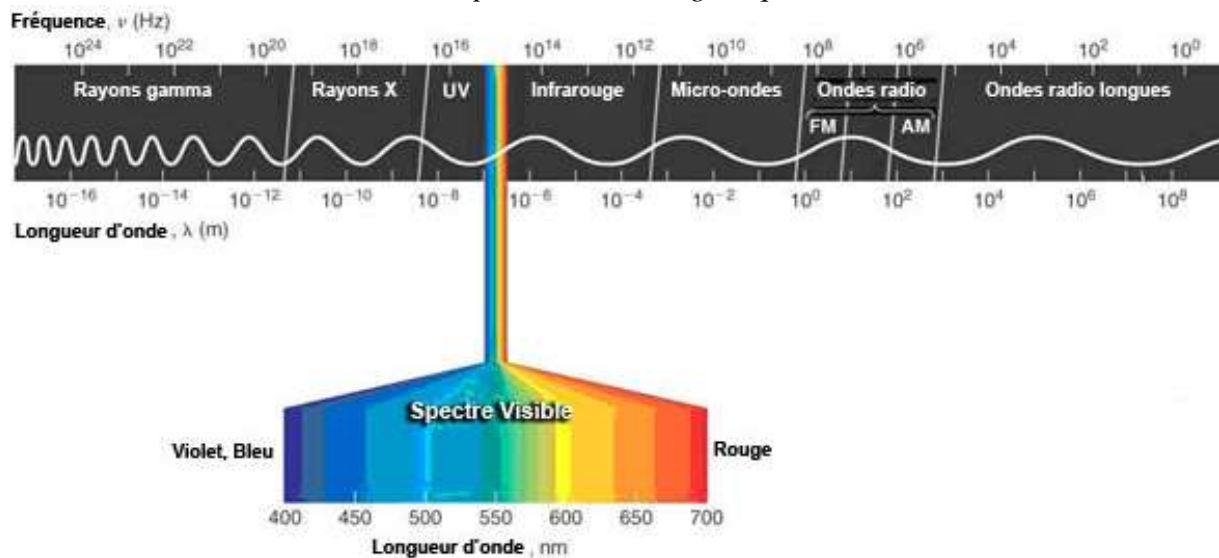 Fréquence, ν (Hz)
10²⁴ 10²² 10²⁰ 10¹⁸ 10¹⁶ 10¹⁴ 10¹² 10¹⁰ 10⁸ 10⁶ 10⁴ 10² 10⁰
Rayons gamma Rayons X UV Infrarouge Micro-ondes Ondes radio Ondes radio longues
FM AM
10⁻¹⁶ 10⁻¹⁴ 10⁻¹² 10⁻¹⁰ 10⁻⁸ 10⁻⁶ 10⁻⁴ 10⁻² 10⁰ 10² 10⁴ 10⁶ 10⁸
Longueur d'onde , λ (m)
Spectre Visible
Violet, Bleu Rouge
400 450 500 550 600 650 700
Longueur d'onde , nm